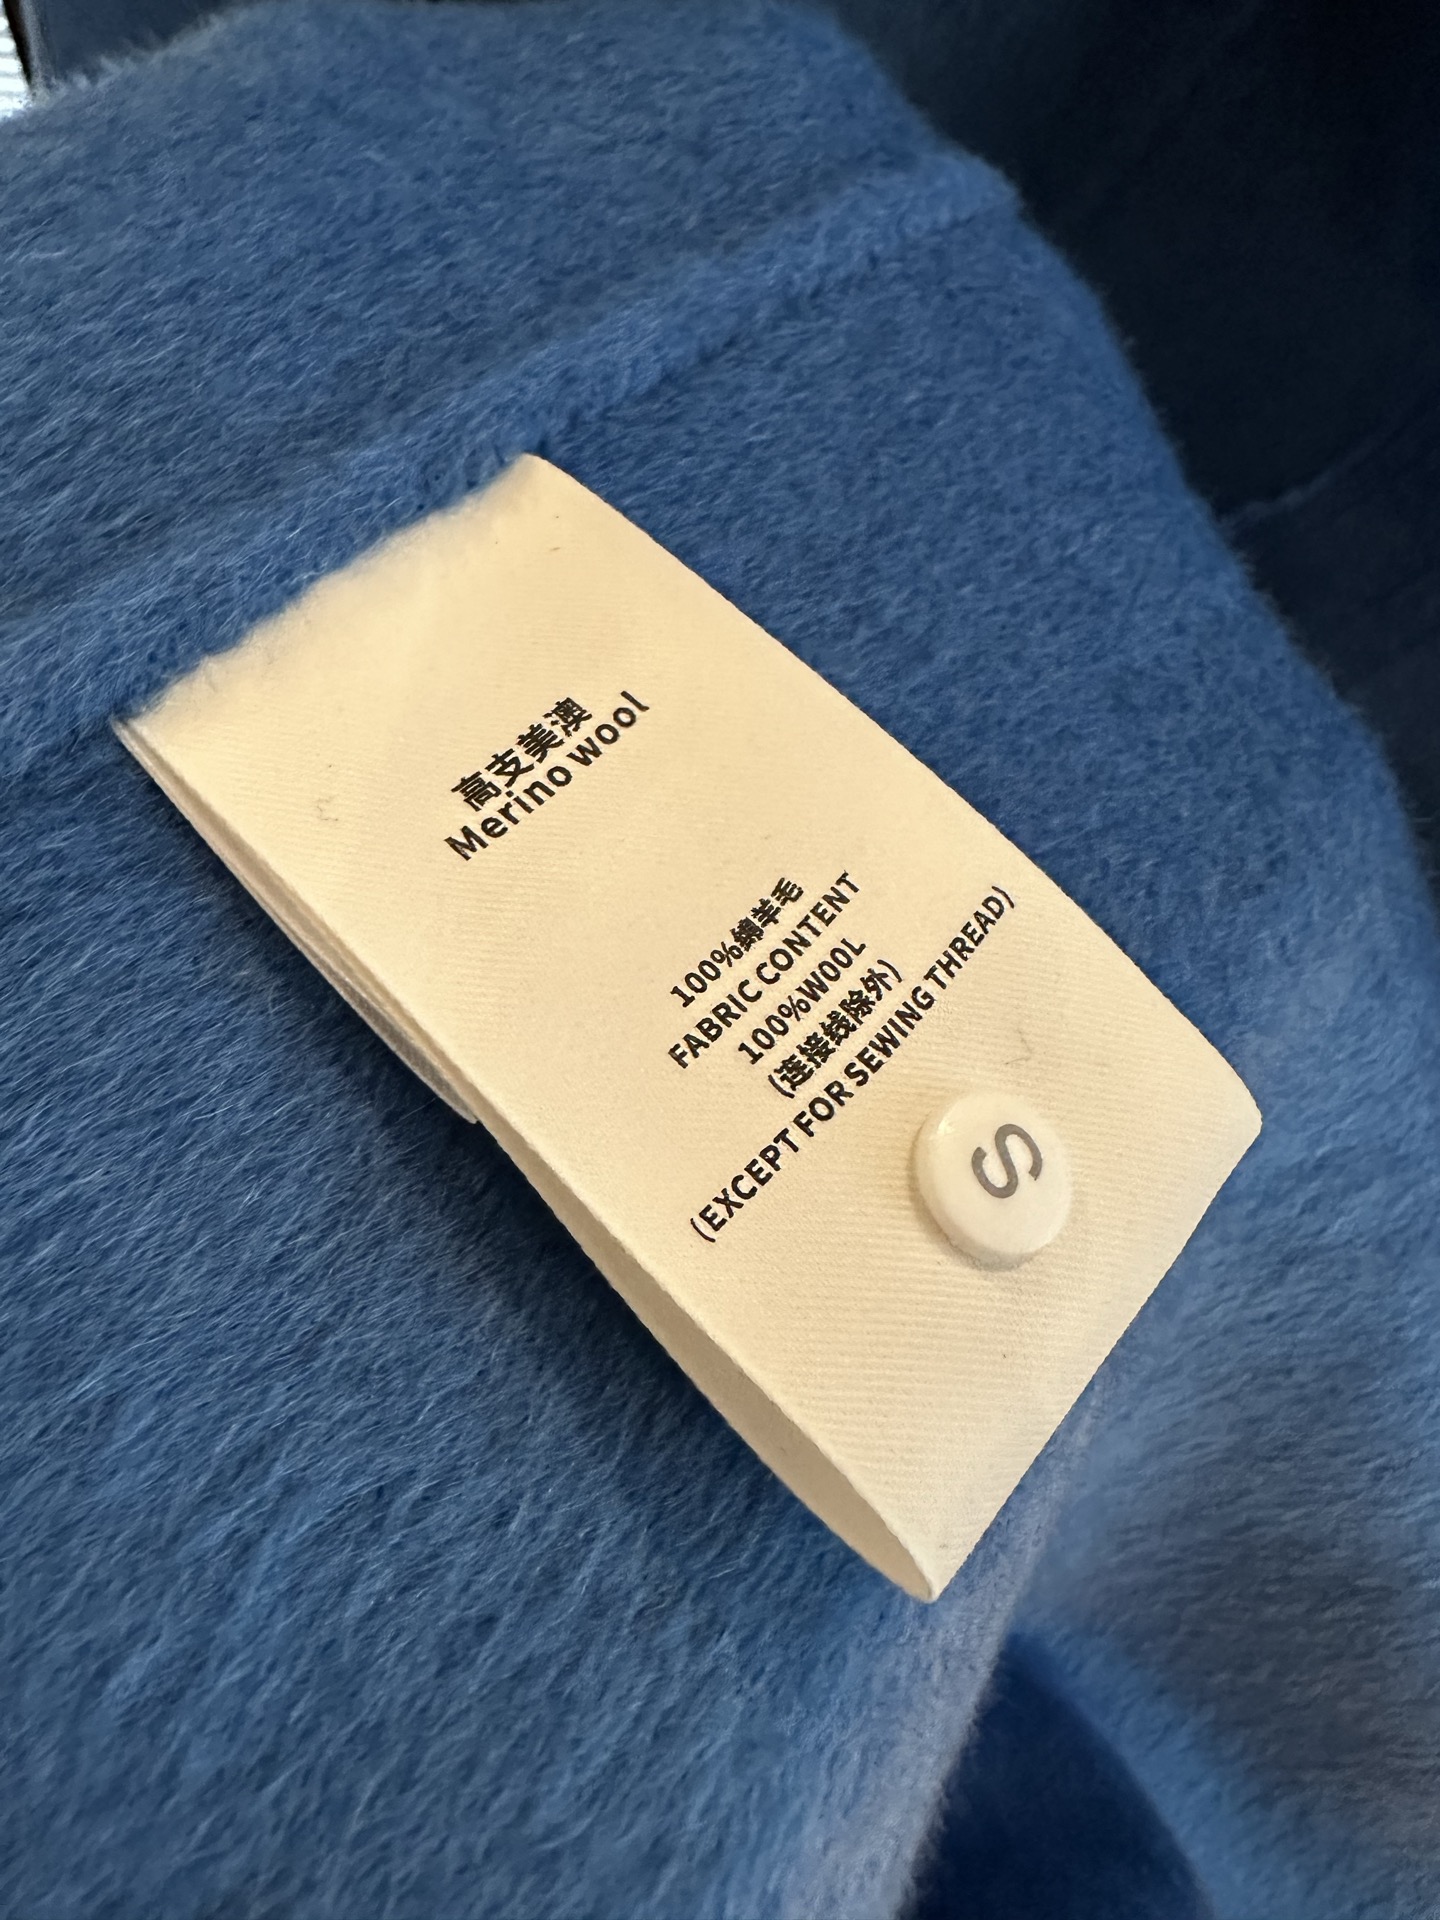 高支美澳
Merino wool
100%绵羊毛
FABRIC CONTENT
100%WOOL
(连接线除外)
(EXCEPT FOR SEWING THREAD)
S